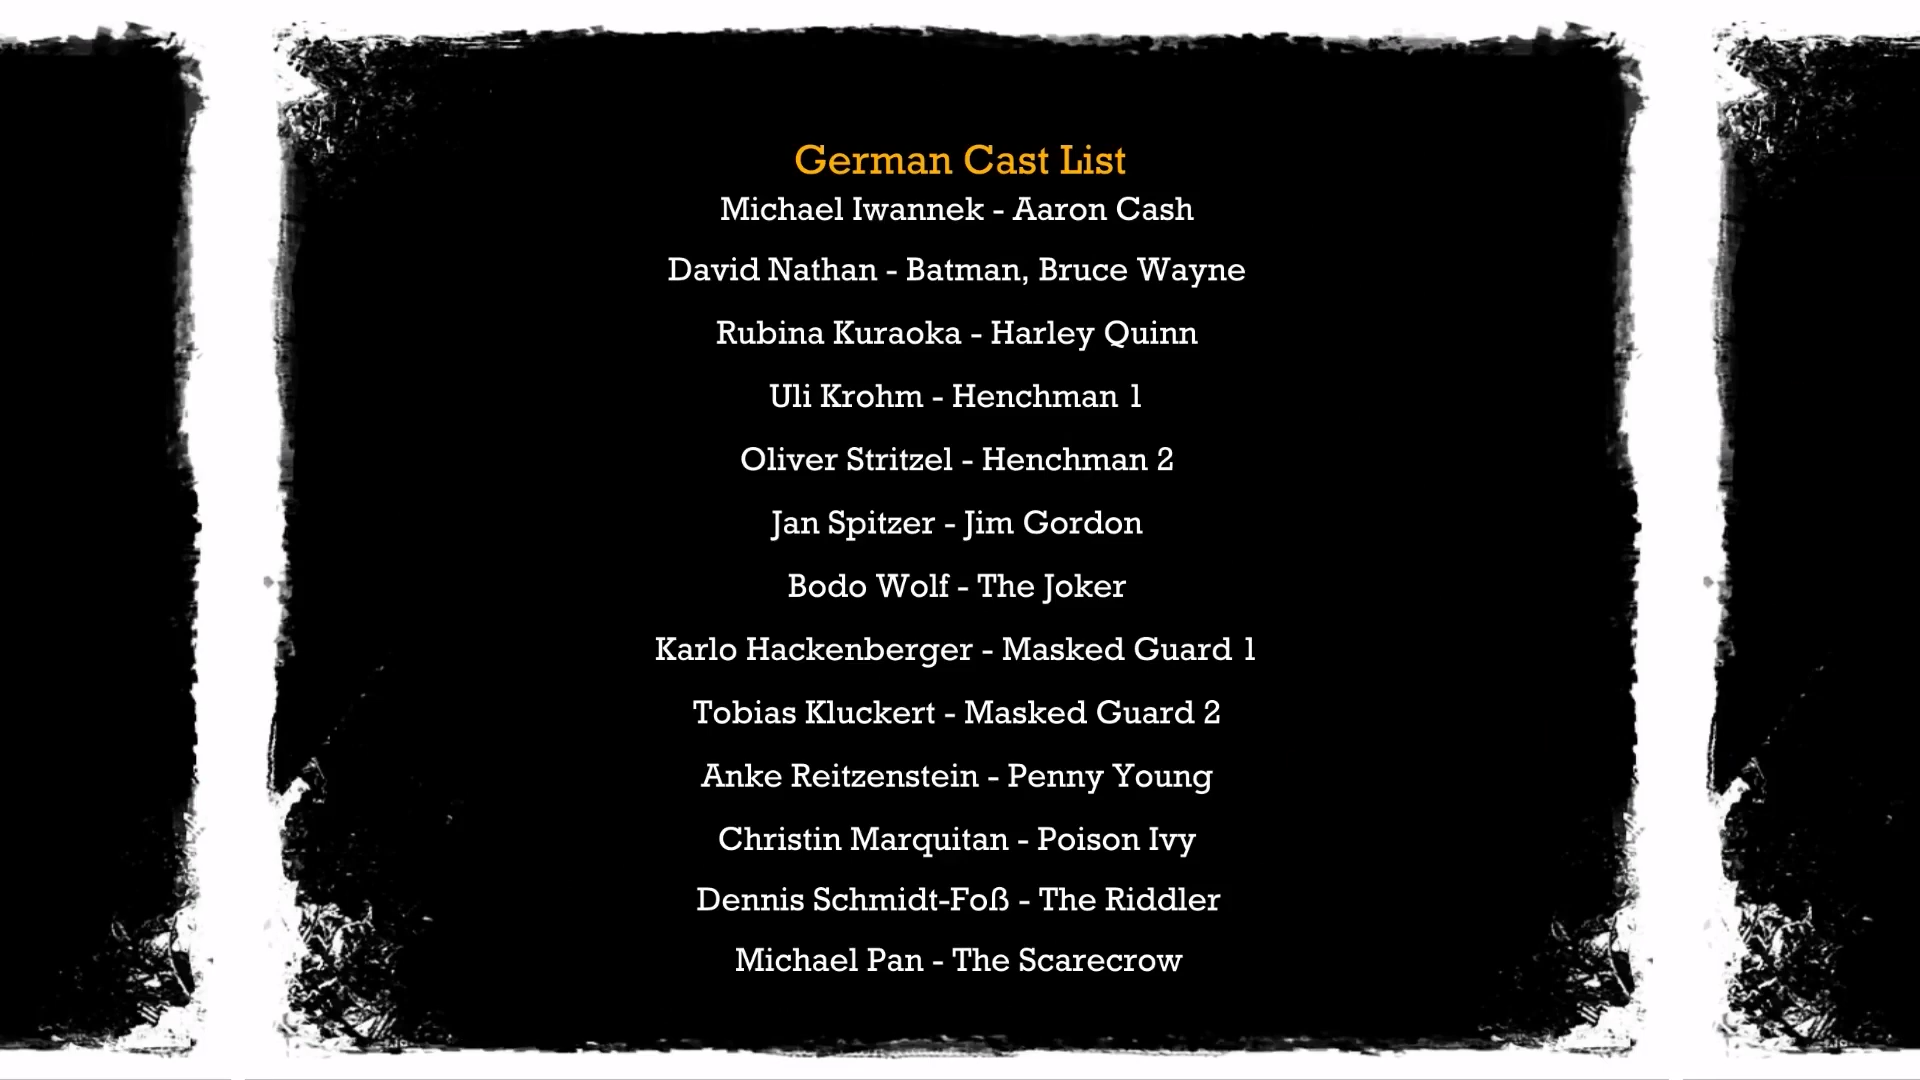 German Cast List
Michael Iwannek - Aaron Cash
David Nathan - Batman, Bruce Wayne
Rubina Kuraoka - Harley Quinn
Uli Krohm - Henchman 1
Oliver Stritzel - Henchman 2
Jan Spitzer - Jim Gordon
Bodo Wolf - The Joker
Karlo Hackenberger - Masked Guard 1
Tobias Kluckert - Masked Guard 2
Anke Reitzenstein - Penny Young
Christin Marquitan - Poison Ivy
Dennis Schmidt-Foß - The Riddler
Michael Pan - The Scarecrow